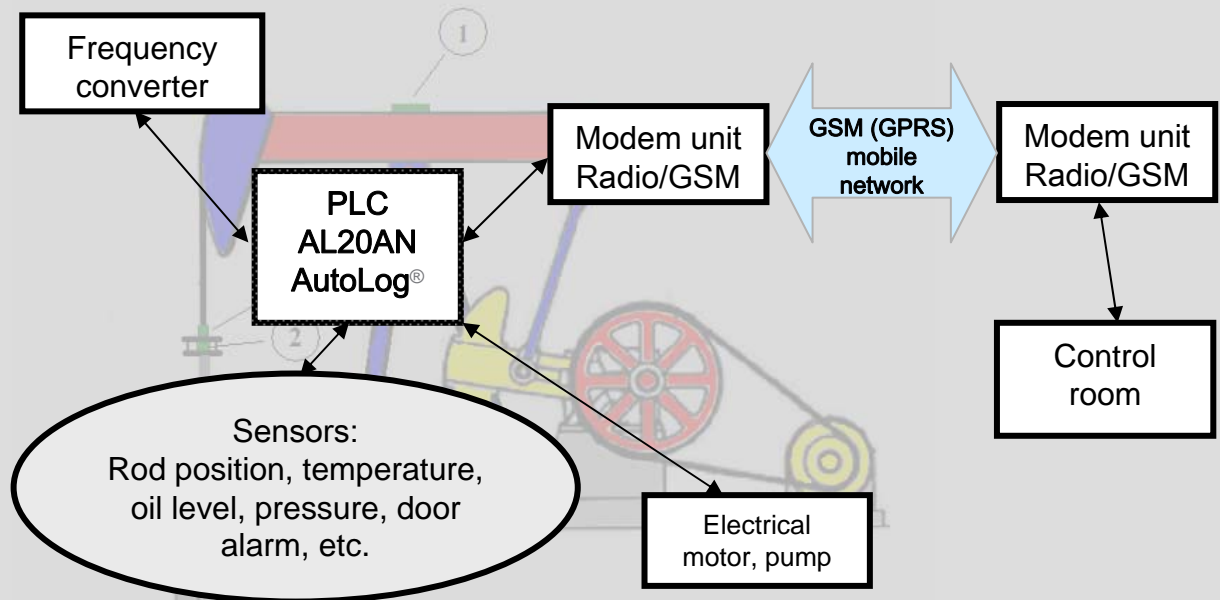 Frequency
converter
1
Modem unit
Radio/GSM
GSM (GPRS)
mobile
network
Modem unit
Radio/GSM
PLC
AL20AN
AutoLog®
2
Control
room
Sensors:
Rod position, temperature,
oil level, pressure, door
alarm, etc.
Electrical
motor, pump